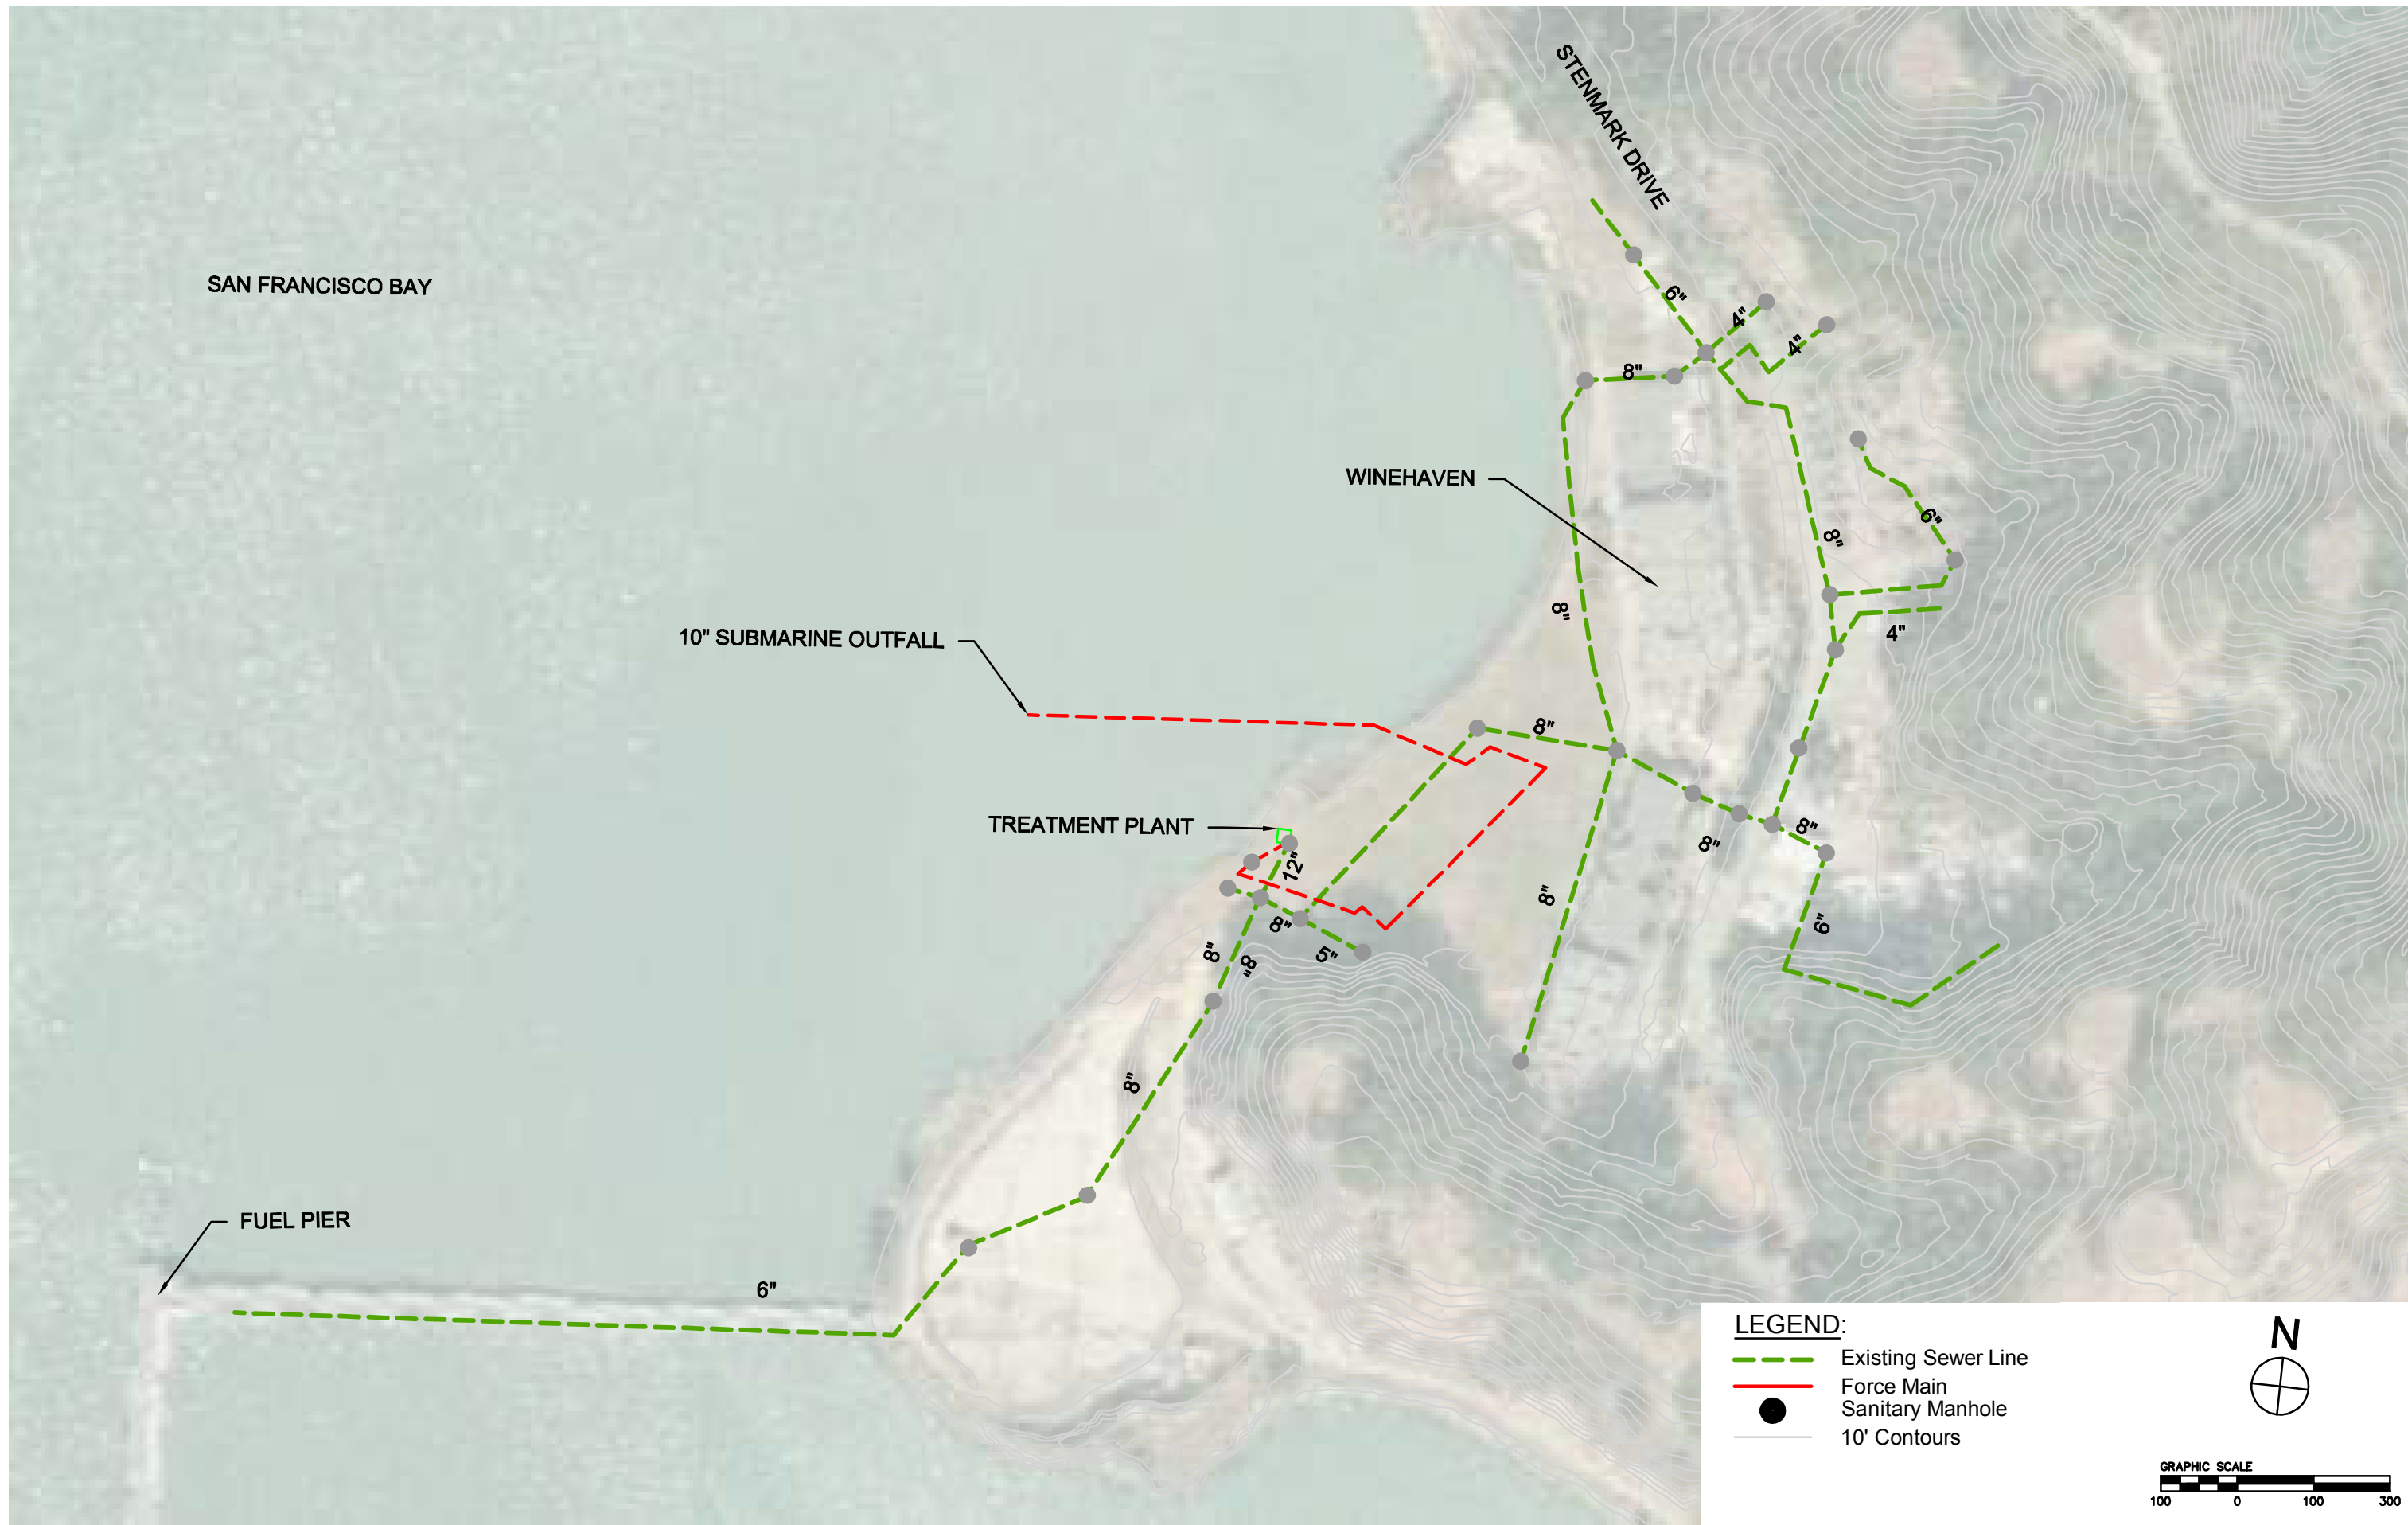 STENMARK DRIVE
SAN FRANCISCO BAY
6"
4"
4"
8"
WINEHAVEN
6"
8"
8"
4"
10" SUBMARINE OUTFALL
8"
TREATMENT PLANT
8"
8"
12"
8"
6"
8"
8"
8"
5"
8"
FUEL PIER
6"
LEGEND:
Existing Sewer Line
Force Main
Sanitary Manhole
10' Contours
N
GRAPHIC SCALE
100 0 100 300
8"